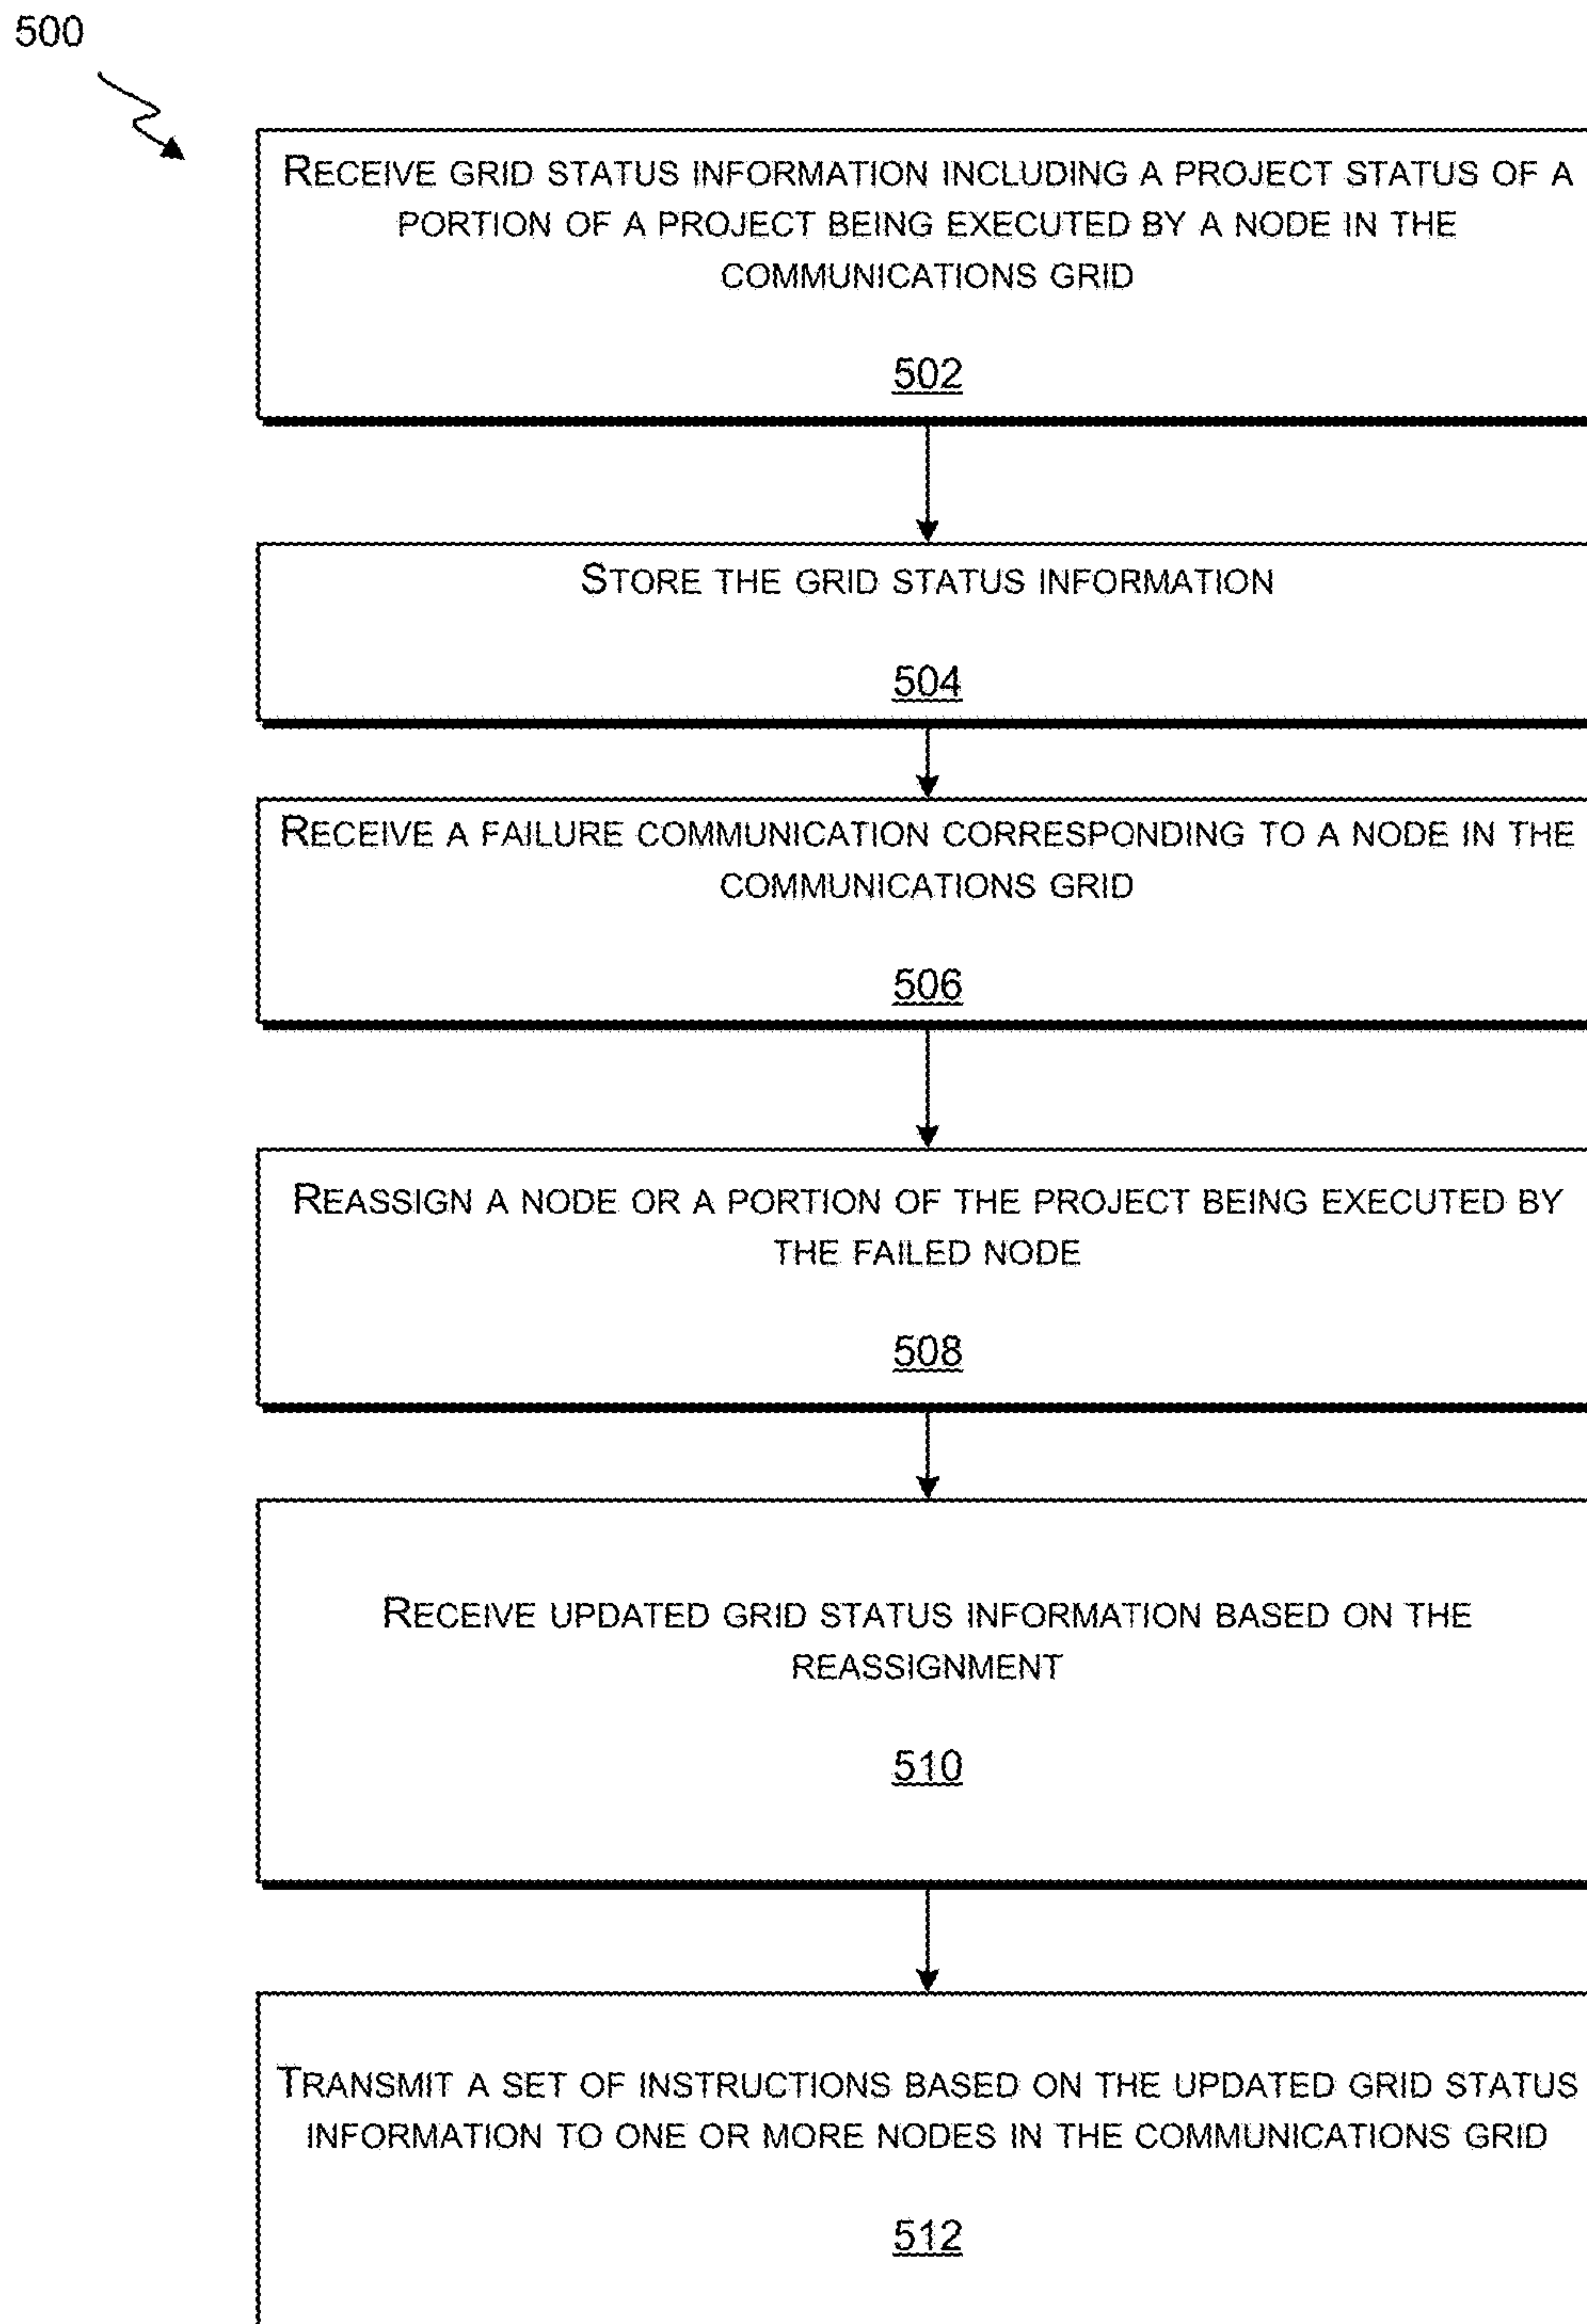 500
RECEIVE GRID STATUS INFORMATION INCLUDING A PROJECT STATUS OF A
PORTION OF A PROJECT BEING EXECUTED BY A NODE IN THE
COMMUNICATIONS GRID
502
STORE THE GRID STATUS INFORMATION
504
RECEIVE A FAILURE COMMUNICATION CORRESPONDING TO A NODE IN THE
COMMUNICATIONS GRID
506
REASSIGN A NODE OR A PORTION OF THE PROJECT BEING EXECUTED BY
THE FAILED NODE
508
RECEIVE UPDATED GRID STATUS INFORMATION BASED ON THE
REASSIGNMENT
510
TRANSMIT A SET OF INSTRUCTIONS BASED ON THE UPDATED GRID STATUS
INFORMATION TO ONE OR MORE NODES IN THE COMMUNICATIONS GRID
512